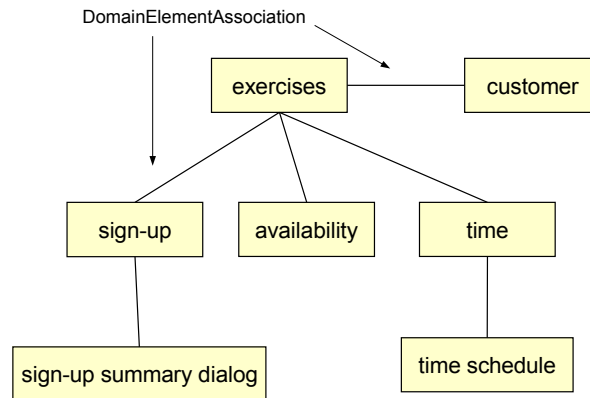 DomainElementAssociation
exercises
customer
sign-up
availability
time
sign-up summary dialog
time schedule